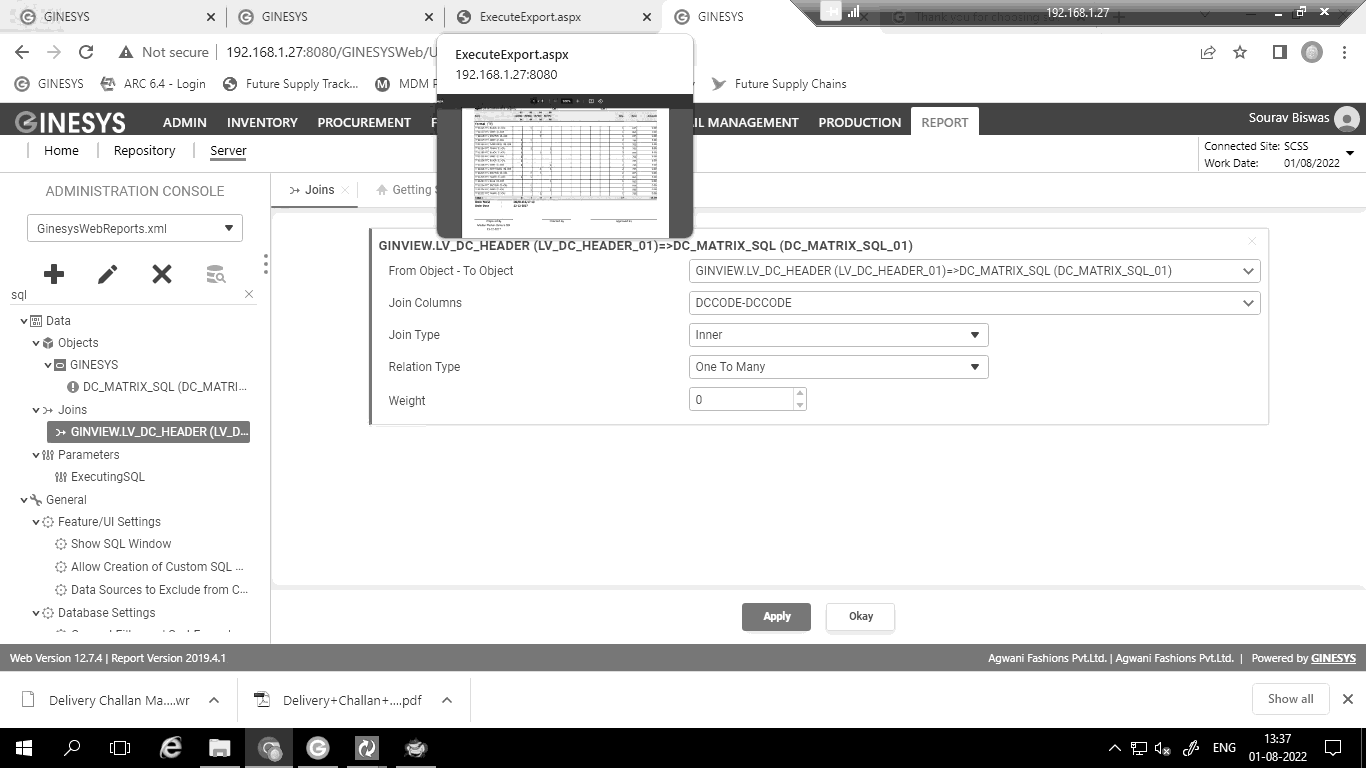 GINESYS
GINESYS
ExecuteExport.aspx
GINESYS
192.168.1.27
Not secure
192.168.1.27:8080/GINESYSWeb/
ExecuteExport.aspx
192.168.1.27:8080
GINESYS
ARC 6.4 - Login
Future Supply Track...
Future Supply Chains
GINESYS
ADMIN
INVENTORY
PROCUREMENT
MANAGEMENT
PRODUCTION
REPORT
Sourav Biswas
Home
Repository
Server
Connected Site: SCSS
Work Date: 01/08/2022
ADMINISTRATION CONSOLE
Joins
Getting
GinesysWebReports.xml
sql
Data
Objects
GINESYS
DC_MATRIX_SQL (DC_MATRI...
Joins
GINVIEW.LV_DC_HEADER (LV_D...
Parameters
ExecutingSQL
General
Feature/UI Settings
Show SQL Window
Allow Creation of Custom SQL ...
Data Sources to Exclude from C...
Database Settings
GINVIEW.LV_DC_HEADER (LV_DC_HEADER_01)=>DC_MATRIX_SQL (DC_MATRIX_SQL_01)
From Object - To Object
GINVIEW.LV_DC_HEADER (LV_DC_HEADER_01)=>DC_MATRIX_SQL (DC_MATRIX_SQL_01)
Join Columns
DCCODE-DCCODE
Join Type
Inner
Relation Type
One To Many
Weight
0
Apply
Okay
Web Version 12.7.4 | Report Version 2019.4.1
Agwani Fashions Pvt.Ltd. | Agwani Fashions Pvt.Ltd. | Powered by GINESYS
Delivery Challan Ma....wr
Delivery+Challan+....pdf
Show all
ENG
13:37
01-08-2022